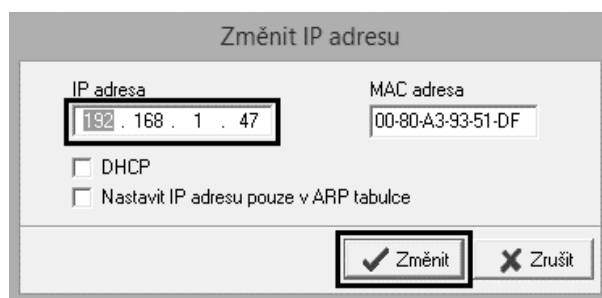 Změnit IP adresu
IP adresa
MAC adresa
192 . 168 . 1 . 47
00-80-A3-93-51-DF
DHCP
Nastavit IP adresu pouze v ARP tabulce
Změnit
Zrušit